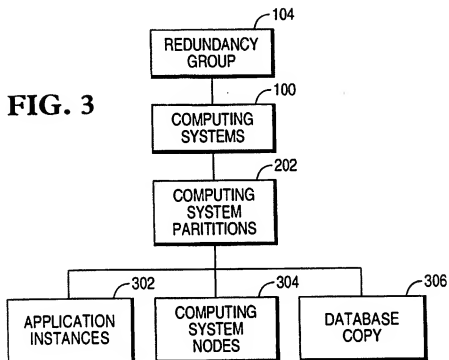 104
REDUNDANCY
GROUP
FIG. 3
100
COMPUTING
SYSTEMS
202
COMPUTING
SYSTEM
PARITIONS
302
304
306
APPLICATION
INSTANCES
COMPUTING
SYSTEM
NODES
DATABASE
COPY